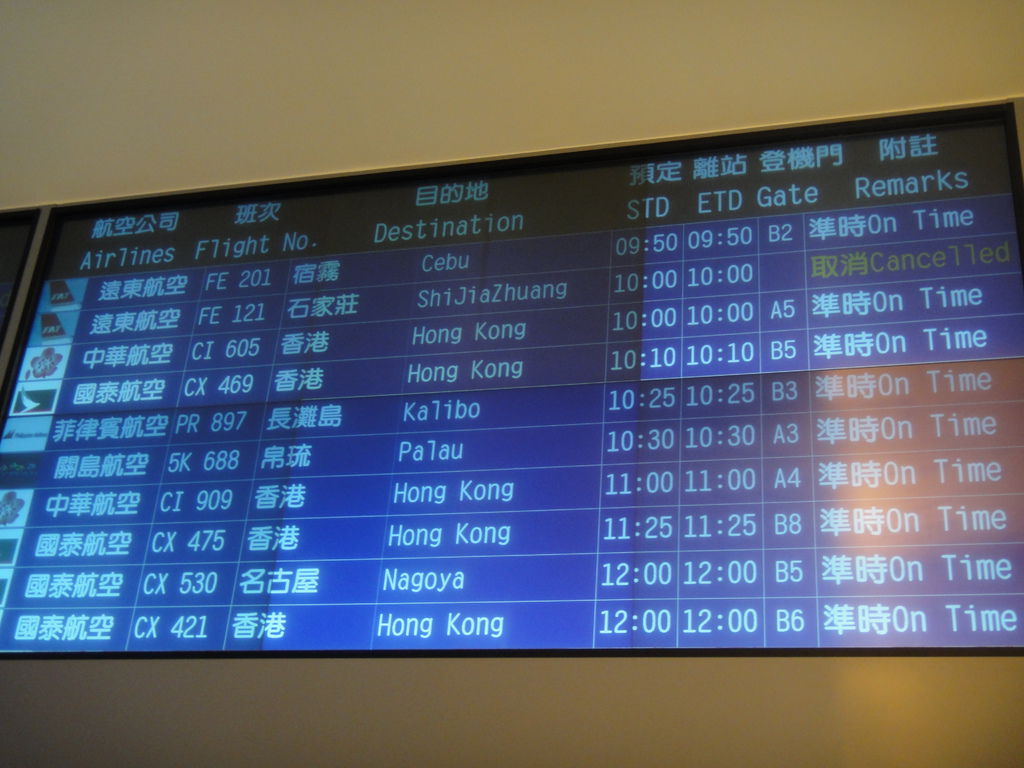 航空公司 班次 目的地 預定 離站 登機門 附註
Airlines Flight No. Destination STD ETD Gate Remarks
遠東航空 FE 201 宿霧 Cebu 09:50 09:50 B2 準時On Time
遠東航空 FE 121 石家莊 ShiJiaZhuang 10:00 10:00 取消Cancelled
中華航空 CI 605 香港 Hong Kong 10:00 10:00 A5 準時On Time
國泰航空 CX 469 香港 Hong Kong 10:10 10:10 B5 準時On Time
菲律賓航空 PR 897 長灘島 Kalibo 10:25 10:25 B3 準時On Time
關島航空 5K 688 帛琉 Palau 10:30 10:30 A3 準時On Time
中華航空 CI 909 香港 Hong Kong 11:00 11:00 A4 準時On Time
國泰航空 CX 475 香港 Hong Kong 11:25 11:25 B8 準時On Time
國泰航空 CX 530 名古屋 Nagoya 12:00 12:00 B5 準時On Time
國泰航空 CX 421 香港 Hong Kong 12:00 12:00 B6 準時On Time